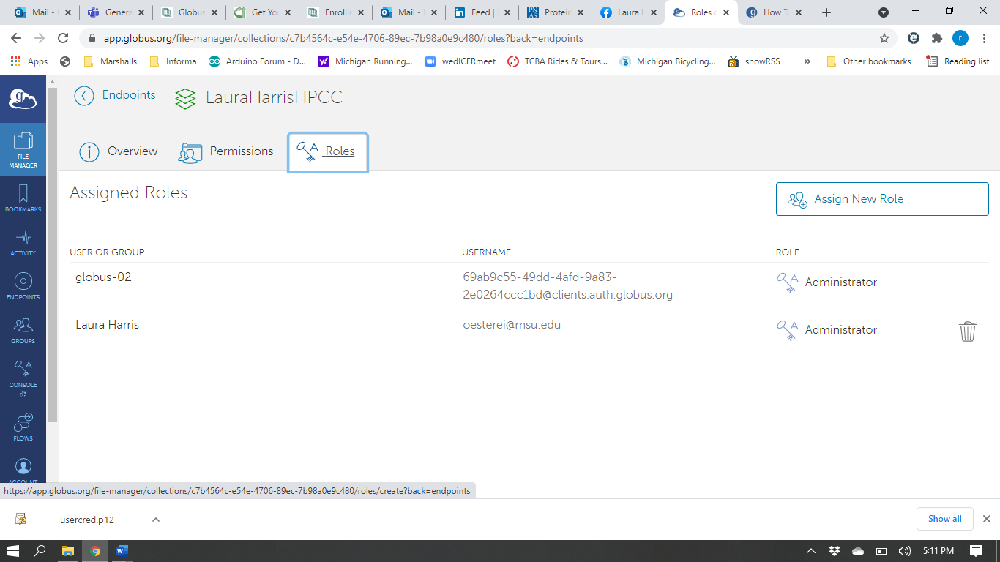 Mail -
Genera
Globus
Get Yo
Enrollin
Mail -
Feed |
Protein
Laura H
Roles o
How T
app.globus.org/file-manager/collections/c7b4564c-e54e-4706-89ec-7b98a0e9c480/roles?back=endpoints
r
Apps
Marshalls
Informa
Arduino Forum - D...
Michigan Running...
wedICERmeet
TCBA Rides & Tours...
Michigan Bicycling...
showRSS
»
Other bookmarks
Reading list
Endpoints
LauraHarrisHPCC
FILE
MANAGER
BOOKMARKS
ACTIVITY
ENDPOINTS
GROUPS
CONSOLE
FLOWS
ACCOUNT
Overview
Permissions
Roles
Assigned Roles
Assign New Role
USER OR GROUP
USERNAME
ROLE
globus-02
69ab9c55-49dd-4afd-9a83-
2e0264ccc1bd@clients.auth.globus.org
Administrator
Laura Harris
oesterei@msu.edu
Administrator
https://app.globus.org/file-manager/collections/c7b4564c-e54e-4706-89ec-7b98a0e9c480/roles/create?back=endpoints
usercred.p12
Show all
5:11 PM